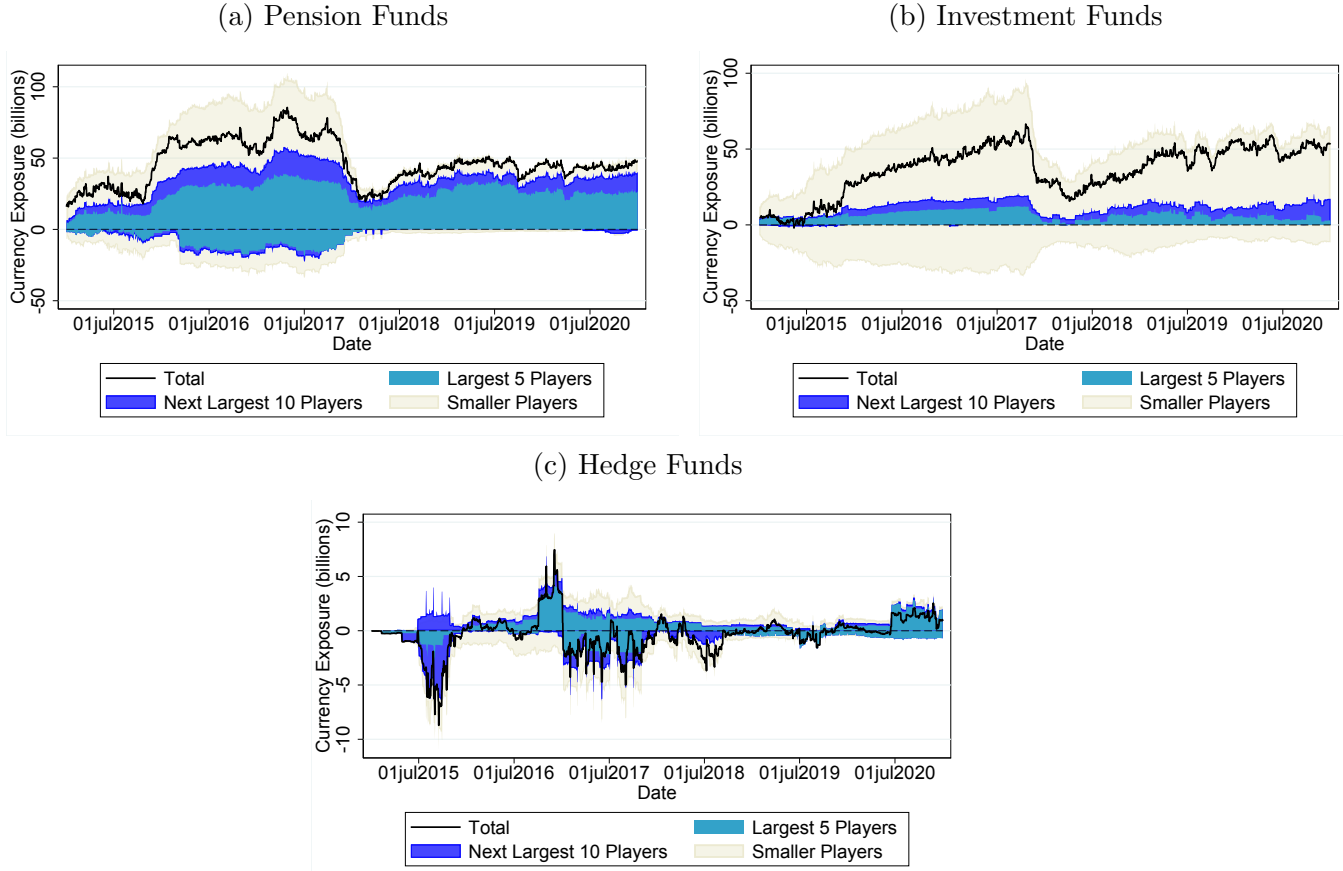 (a) Pension Funds
Currency Exposure (billions)
100
50
0
-50
01jul2015 01jul2016 01jul2017 01jul2018 01jul2019 01jul2020
Date
Total Largest 5 Players
Next Largest 10 Players Smaller Players
(b) Investment Funds
Currency Exposure (billions)
100
50
0
-50
01jul2015 01jul2016 01jul2017 01jul2018 01jul2019 01jul2020
Date
Total Largest 5 Players
Next Largest 10 Players Smaller Players
(c) Hedge Funds
Currency Exposure (billions)
10
5
0
-5
-10
01jul2015 01jul2016 01jul2017 01jul2018 01jul2019 01jul2020
Date
Total Largest 5 Players
Next Largest 10 Players Smaller Players